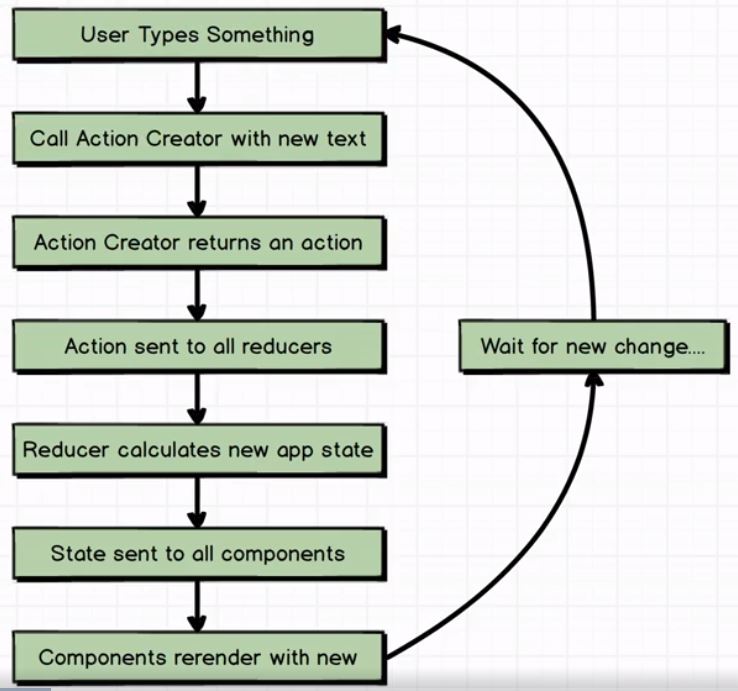 User Types Something
Call Action Creator with new text
Action Creator returns an action
Action sent to all reducers
Wait for new change....
Reducer calculates new app state
State sent to all components
Components rerender with new